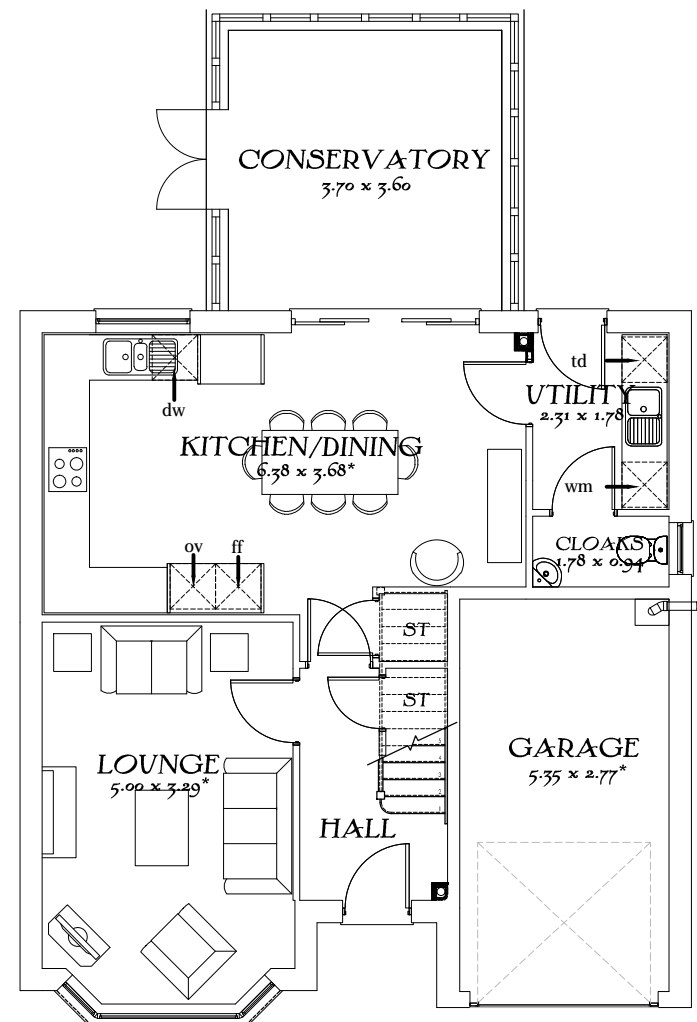 CONSERVATORY
3.70 x 3.60
td
UTILITY
2.31 x 1.78
dw
KITCHEN/DINING
6.38 x 3.68*
wm
CLOAKS
1.78 x 0.94
ov
ff
ST
ST
GARAGE
5.35 x 2.77*
LOUNGE
5.00 x 3.29*
HALL